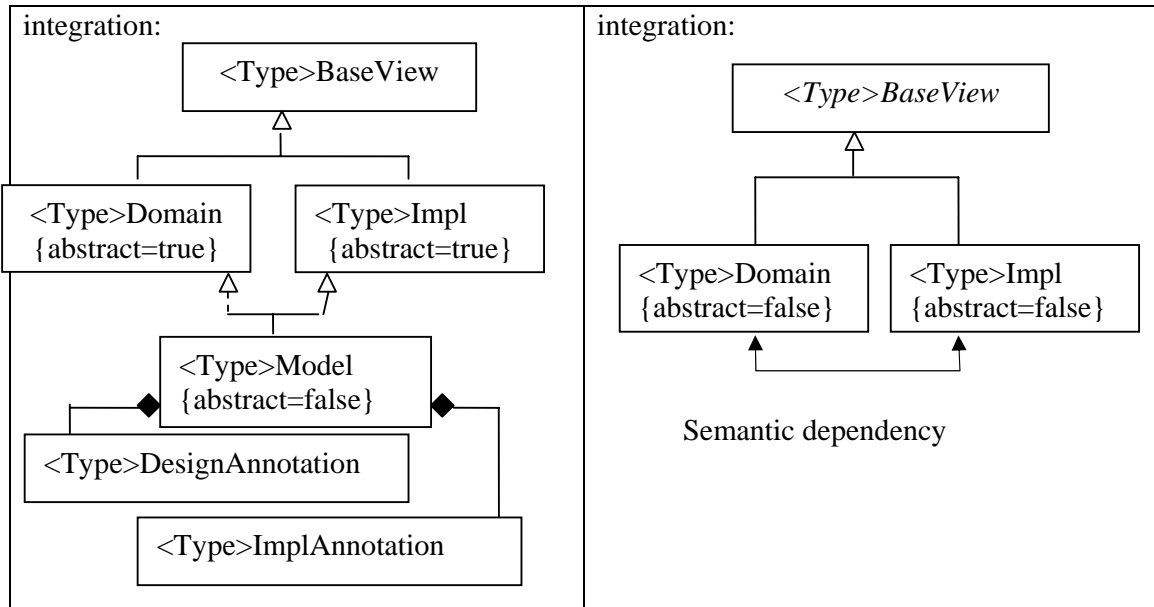 integration:
<Type>BaseView
<Type>Domain
{abstract=true}
<Type>Impl
{abstract=true}
<Type>Model
{abstract=false}
<Type>DesignAnnotation
<Type>ImplAnnotation
integration:
<Type>BaseView
<Type>Domain
{abstract=false}
<Type>Impl
{abstract=false}
Semantic dependency